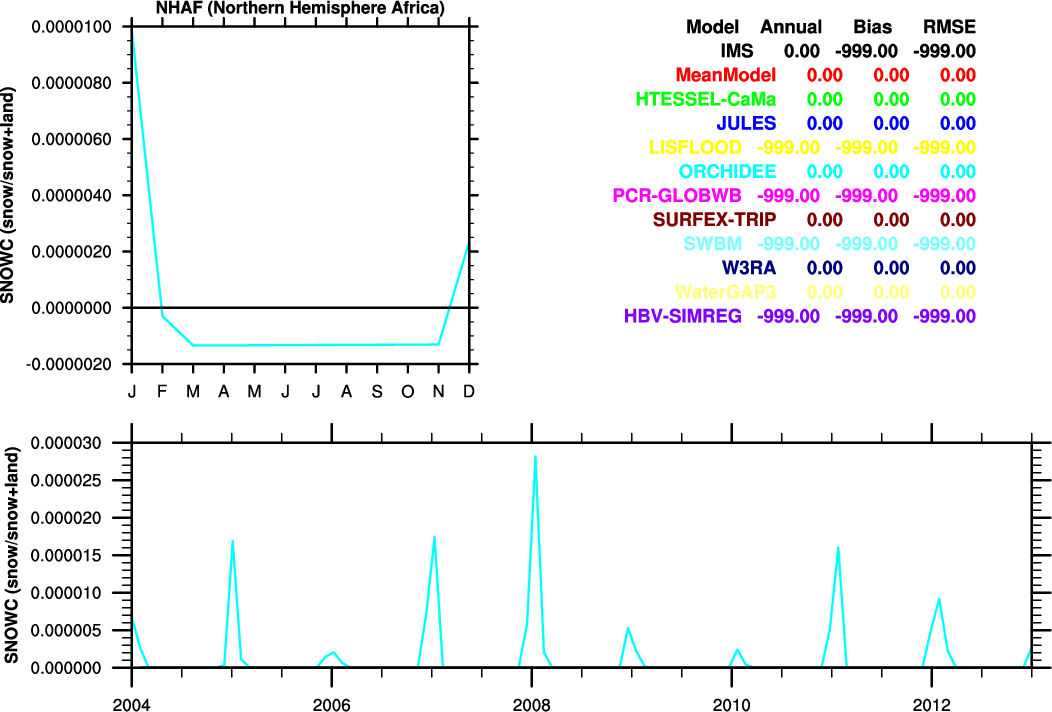 NHAF (Northern Hemisphere Africa)
0.0000100
0.0000080
0.0000060
0.0000040
0.0000020
0.0000000
-0.0000020
SNOWC (snow/snow+land)
J F M A M J J A S O N D
Model Annual Bias RMSE
IMS 0.00 -999.00 -999.00
MeanModel 0.00 0.00 0.00
HTESSEL-CaMa 0.00 0.00 0.00
JULES 0.00 0.00 0.00
LISFLOOD -999.00 -999.00 -999.00
ORCHIDEE 0.00 0.00 0.00
PCR-GLOBWB -999.00 -999.00 -999.00
SURFEX-TRIP 0.00 0.00 0.00
SWBM -999.00 -999.00 -999.00
W3RA 0.00 0.00 0.00
WaterGAP3 0.00 0.00 0.00
HBV-SIMREG -999.00 -999.00 -999.00
0.000030
0.000025
0.000020
0.000015
0.000010
0.000005
0.000000
SNOWC (snow/snow+land)
2004 2006 2008 2010 2012